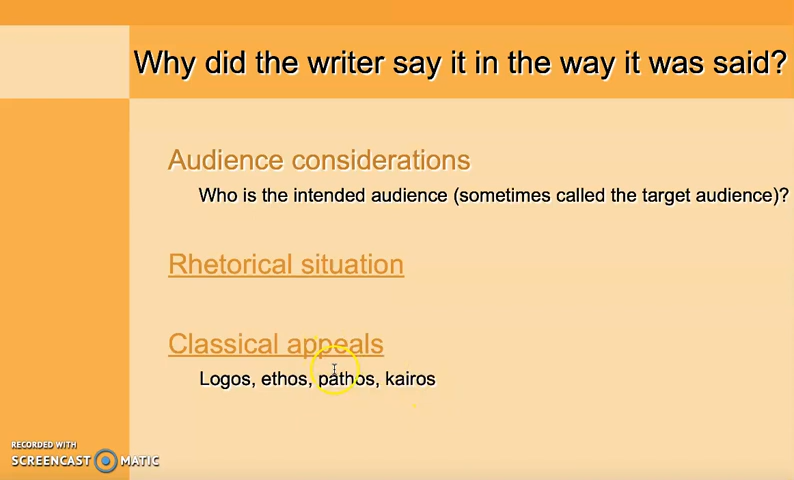 Why did the writer say it in the way it was said?
Audience considerations
Who is the intended audience (sometimes called the target audience)?
Rhetorical situation
Classical appeals
Logos, ethos, pathos, kairos
RECORDED WITH
SCREENCAST MATIC